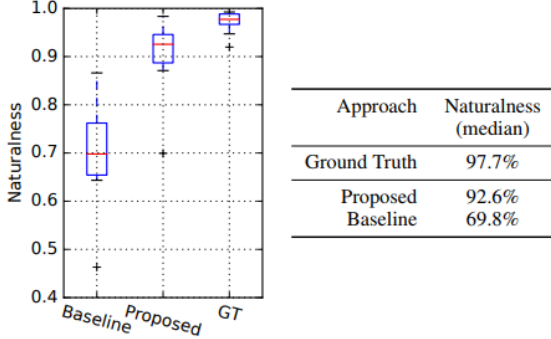 1.0
0.9
0.8
0.7
0.6
0.5
0.4
Naturalness
Baseline
Proposed
GT
Approach Naturalness
(median)
Ground Truth 97.7%
Proposed 92.6%
Baseline 69.8%